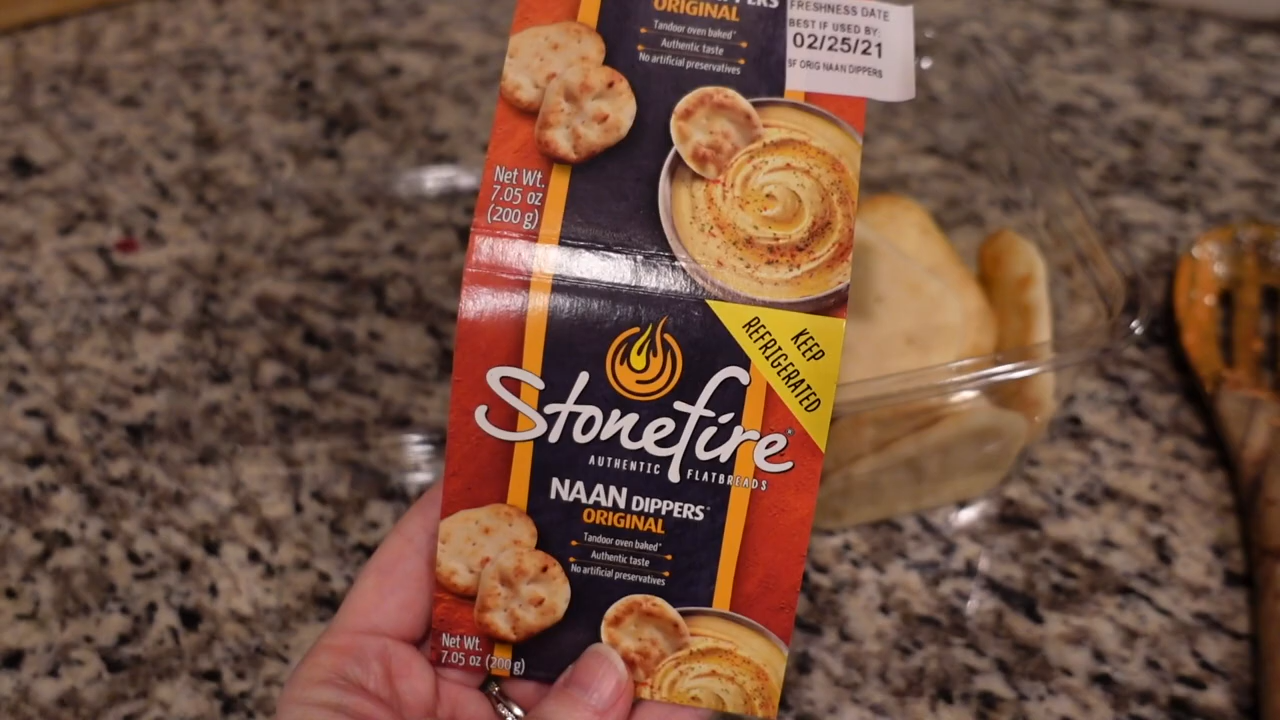 ORIGINAL
Tandoor oven baked*
Authentic taste
No artificial preservatives
FRESHNESS DATE
BEST IF USED BY:
02/25/21
SF ORIG NAAN DIPPERS
Net Wt.
7.05 oz
(200 g)
KEEP
REFRIGERATED
Stonefire®
AUTHENTIC FLATBREADS
NAAN DIPPERS®
ORIGINAL
Tandoor oven baked*
Authentic taste
No artificial preservatives
Net Wt.
7.05 oz (200 g)